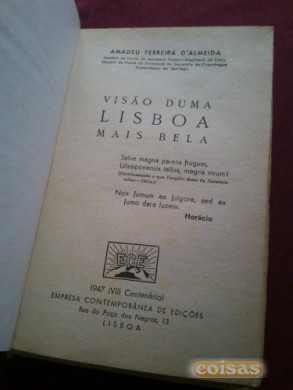 AMADEU FERREIRA D'ALMEIDA
VISÃO DUMA
LISBOA
MAIS BELA
Salve magna parens frugum,
Ulissiponensis tellus, magna virum!
Non fumum ex fulgore, sed ex
fumo dare lucem.
Horácio
ECE
1947 (VIII Centenário)
EMPRESA CONTEMPORÂNEA DE EDIÇÕES
Rua do Poço dos Negros, 13
LISBOA
coisas